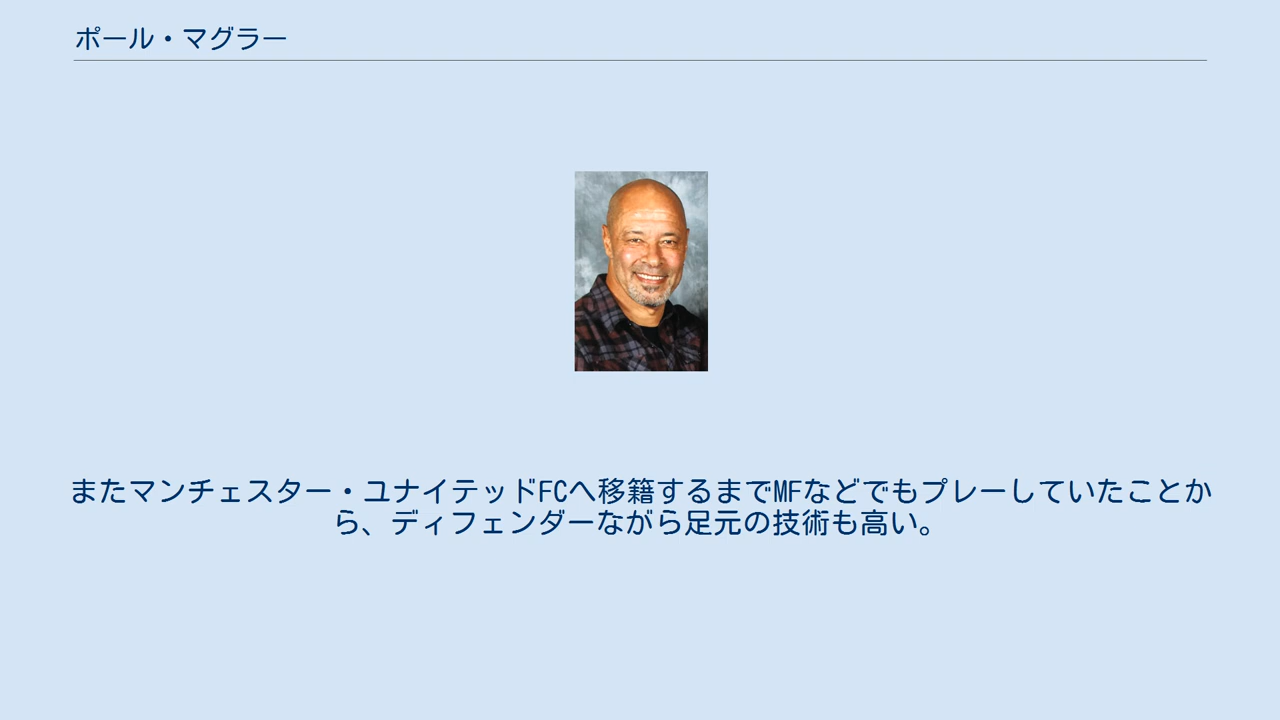 ポール・マグラー
またマンチェスター・ユナイテッドFCへ移籍するまでMFなどでもプレーしていたことか
ら、ディフェンダーながら足元の技術も高い。